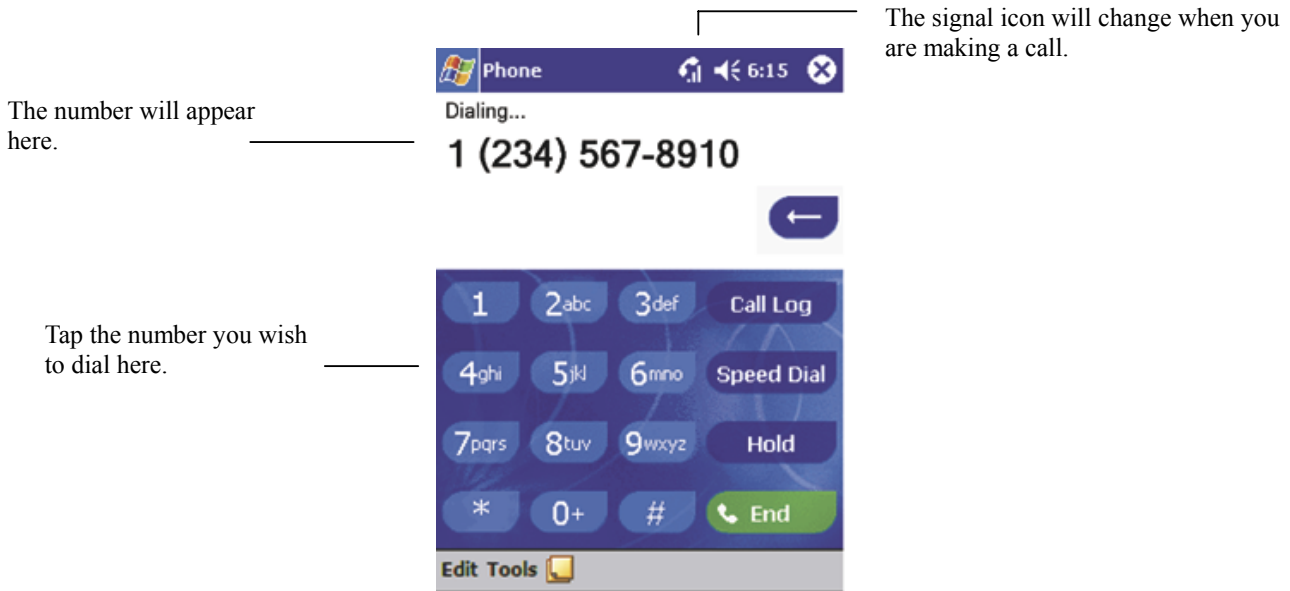 The signal icon will change when you
are making a call.
Phone 6:15
The number will appear
here.
Dialing...
1 (234) 567-8910
1 2abc 3def Call Log
Tap the number you wish
to dial here.
4ghi 5jkl 6mno Speed Dial
7pqrs 8tuv 9wxyz Hold
* 0+ # End
Edit Tools